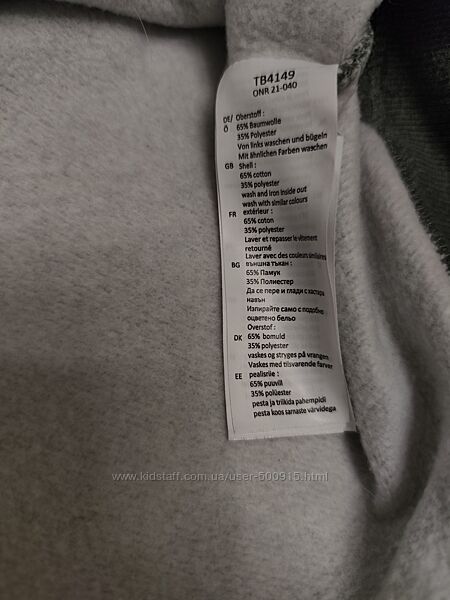 TB4149
ONR 21-040
DE/ Oberstoff :
Ö 65% Baumwolle
35% Polyester
Von links waschen und bügeln
Mit ähnlichen Farben waschen
GB Shell :
65% cotton
35% polyester
wash and iron inside out
wash with similar colours
FR extérieur :
65% coton
35% polyester
Laver et repasser le vêtement
retourné
Laver avec des couleurs similaires
BG външна тъкан :
65% Памук
35% Полиестер
Да се пере и глади с хастара
навън
Изпирайте само с подобно
оцветено бельо
Overstof :
DK 65% bomuld
35% polyester
vaskes og stryges på vrangen
Vaskes med tilsvarende farver
EE pealisriie :
65% puuvill
35% polüester
pesta ja triikida pahempidi
pesta koos sarnaste värvidega
www.kidstaff.com.ua/user-500915.html